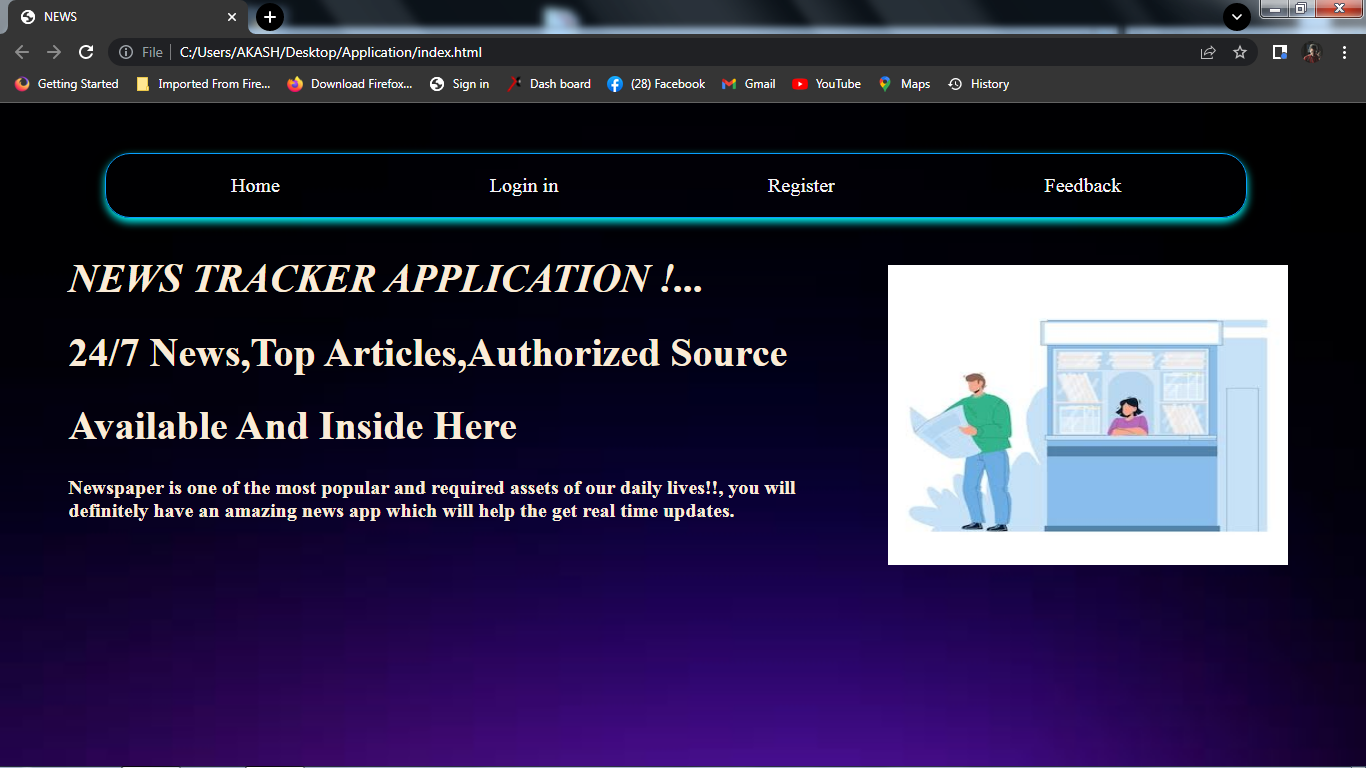 NEWS
File
C:/Users/AKASH/Desktop/Application/index.html
Getting Started
Imported From Fire...
Download Firefox...
Sign in
Dash board
(28) Facebook
Gmail
YouTube
Maps
History
Home
Login in
Register
Feedback
NEWS TRACKER APPLICATION !...
24/7 News,Top Articles,Authorized Source
Available And Inside Here
Newspaper is one of the most popular and required assets of our daily lives!!, you will
definitely have an amazing news app which will help the get real time updates.